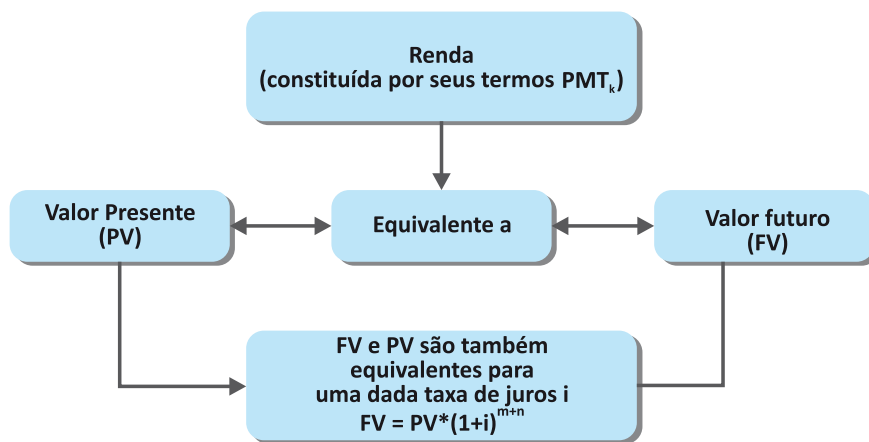 Renda
(constituída por seus termos PMTₖ)
Valor Presente
(PV)
Equivalente a
Valor futuro
(FV)
FV e PV são também
equivalentes para
uma dada taxa de juros i
FV = PV*(1+i)^m+n